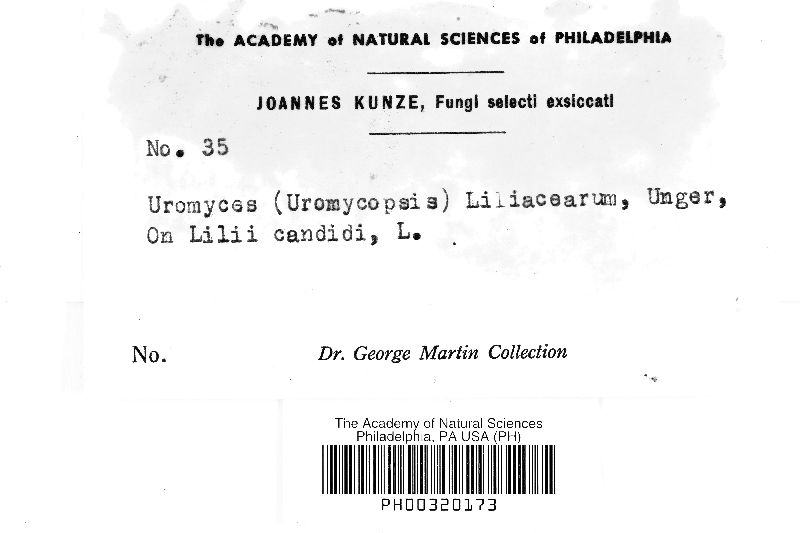 The ACADEMY of NATURAL SCIENCES of PHILADELPHIA
JOANNES KUNZE, Fungi selecti exsiccati
No. 35
Uromyces (Uromycopsis) Liliacearum, Unger,
On Lilii candidi, L.
No. Dr. George Martin Collection
The Academy of Natural Sciences
Philadelphia, PA USA (PH)
PH00320173